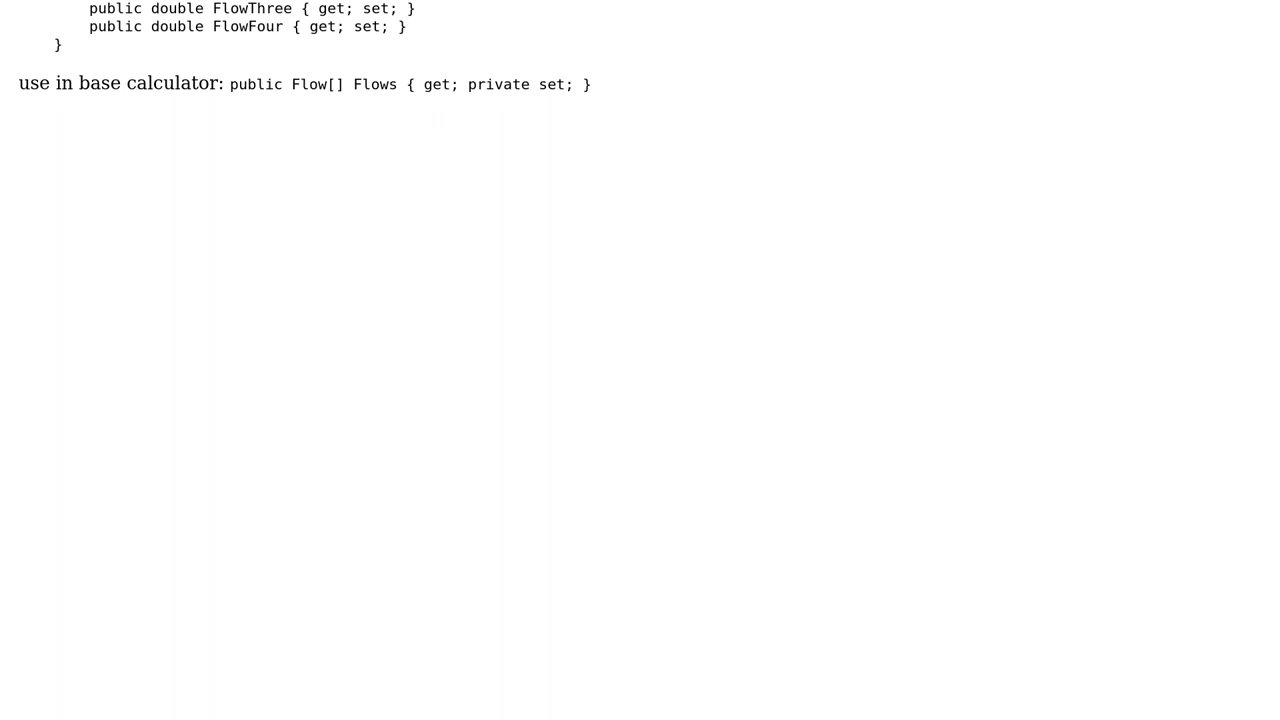 public double FlowThree { get; set; }
public double FlowFour { get; set; }
}
use in base calculator: public Flow[] Flows { get; private set; }